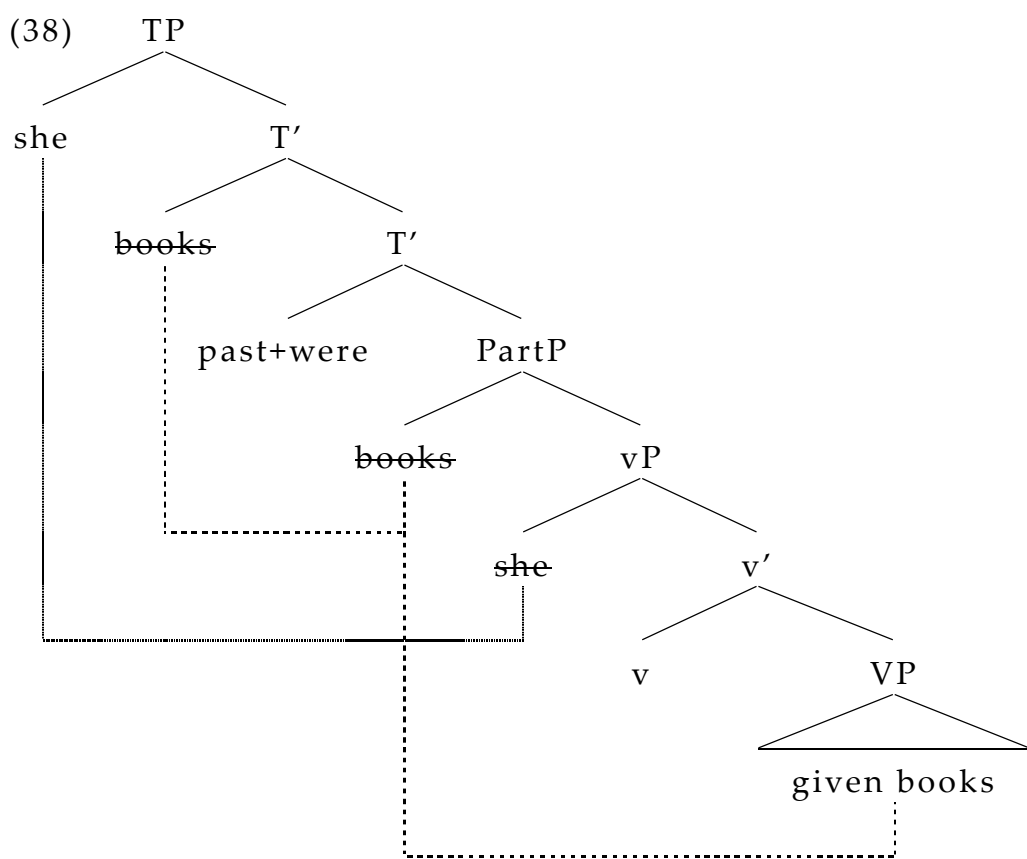 (38) TP
she T′
books T′
past+were PartP
books vP
she v′
v VP
given books